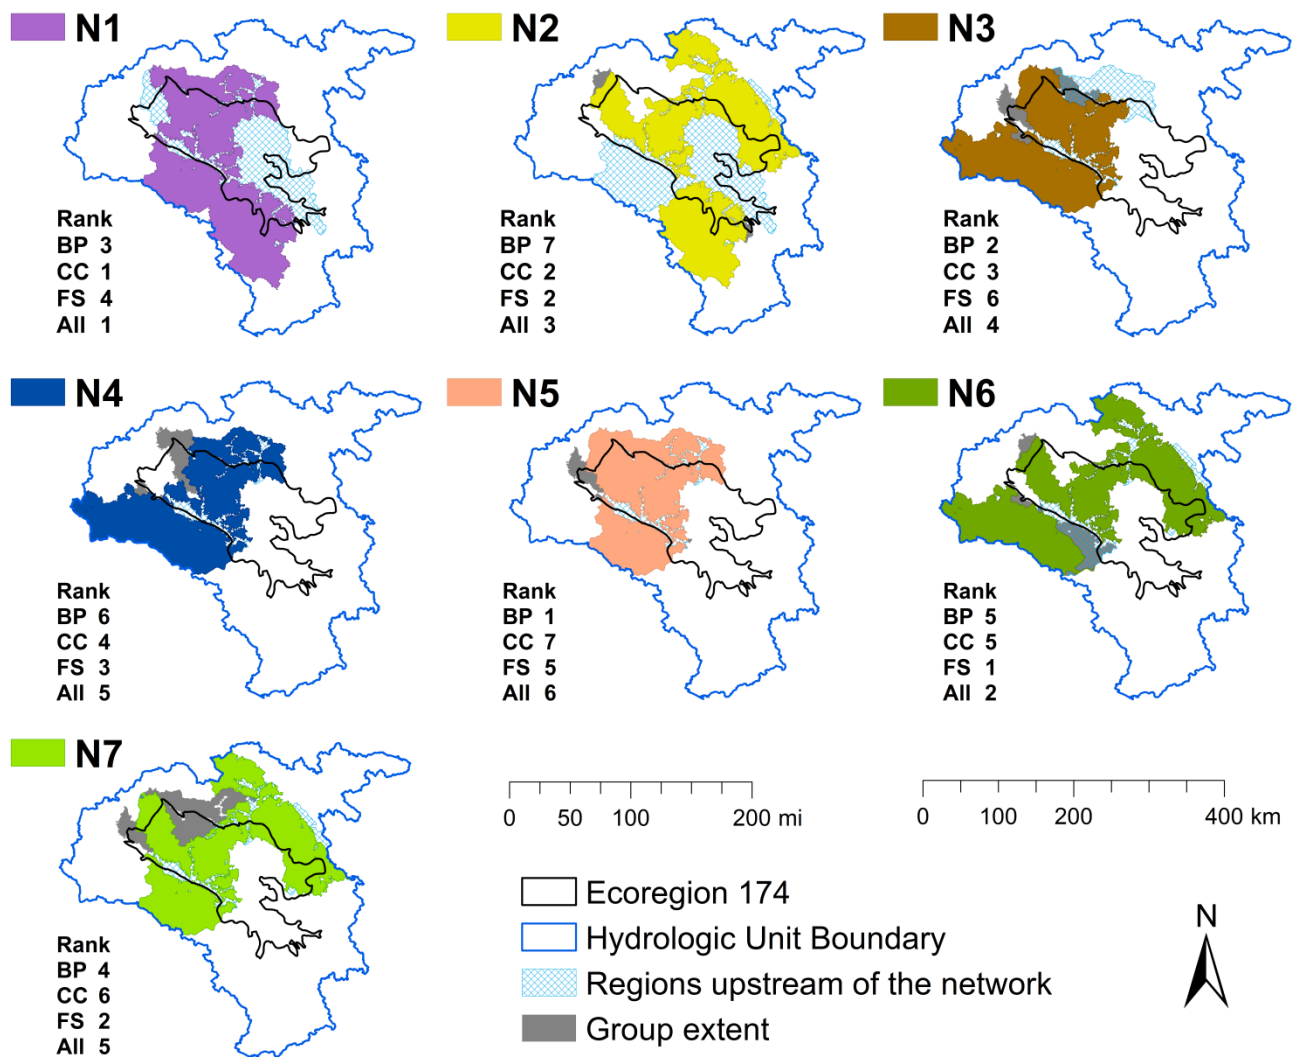 N1
Rank
BP 3
CC 1
FS 4
All 1
N2
Rank
BP 7
CC 2
FS 2
All 3
N3
Rank
BP 2
CC 3
FS 6
All 4
N4
Rank
BP 6
CC 4
FS 3
All 5
N5
Rank
BP 1
CC 7
FS 5
All 6
N6
Rank
BP 5
CC 5
FS 1
All 2
N7
Rank
BP 4
CC 6
FS 2
All 5
0 50 100 200 mi
0 100 200 400 km
Ecoregion 174
Hydrologic Unit Boundary
Regions upstream of the network
Group extent
N